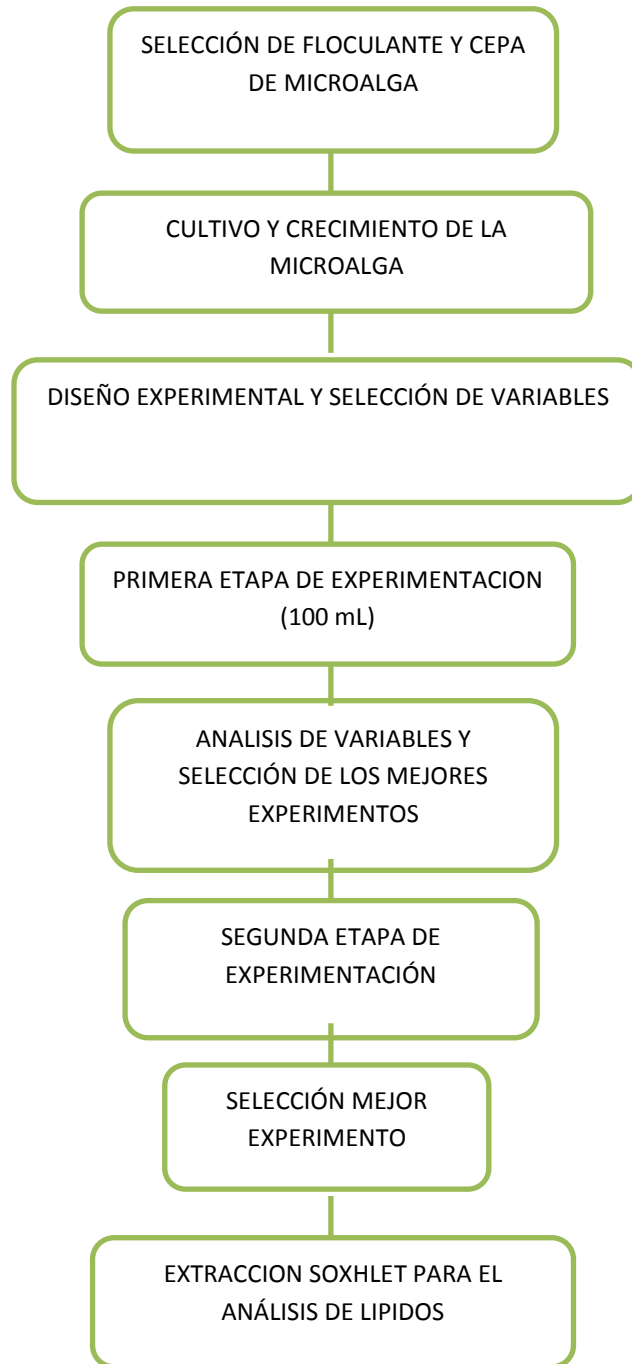 SELECCIÓN DE FLOCULANTE Y CEPA
DE MICROALGA
CULTIVO Y CRECIMIENTO DE LA
MICROALGA
DISEÑO EXPERIMENTAL Y SELECCIÓN DE VARIABLES
PRIMERA ETAPA DE EXPERIMENTACION
(100 mL)
ANALISIS DE VARIABLES Y
SELECCIÓN DE LOS MEJORES
EXPERIMENTOS
SEGUNDA ETAPA DE
EXPERIMENTACIÓN
SELECCIÓN MEJOR
EXPERIMENTO
EXTRACCION SOXHLET PARA EL
ANÁLISIS DE LIPIDOS